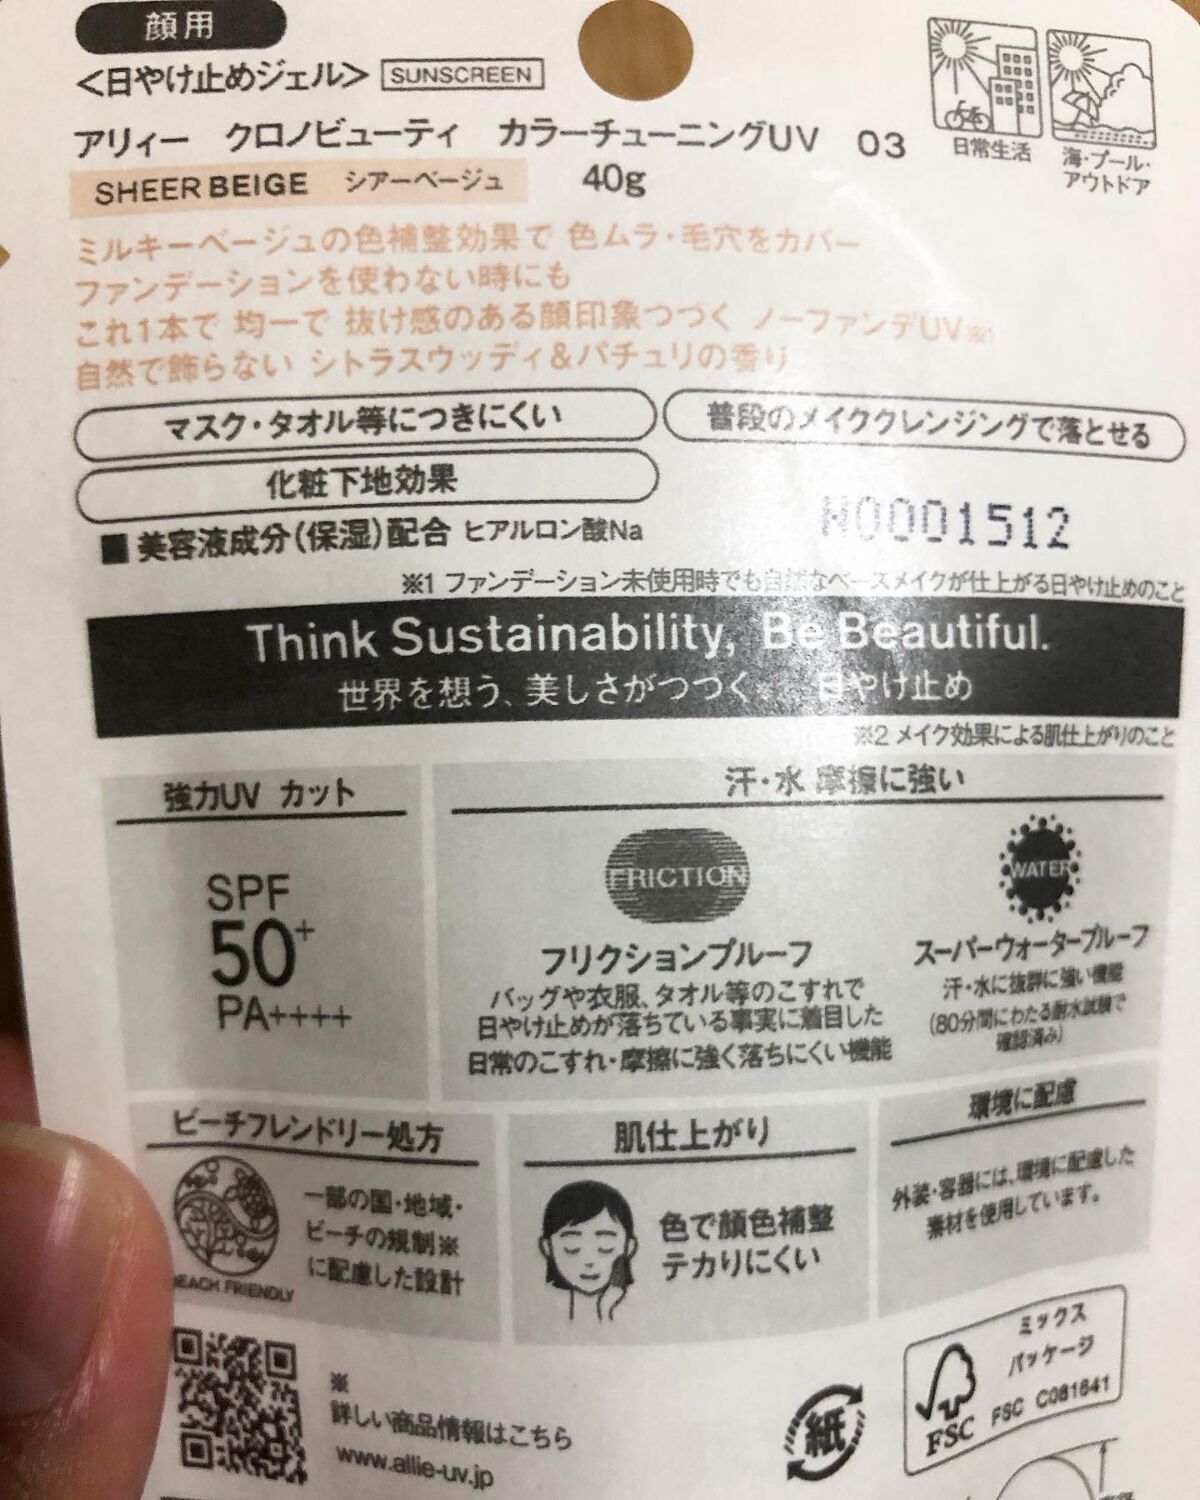 顔用
<日やけ止めジェル> SUNSCREEN
アリィー クロノビューティ カラーチューニングUV 03
SHEER BEIGE シアーベージュ 40g
日常生活
海・プール・
アウトドア
ミルキーベージュの色補整効果で 色ムラ・毛穴をカバー
ファンデーションを使わない時にも
これ1本で 均一で 抜け感のある顔印象つづく ノーファンデUV※1
自然で飾らない シトラスウッディ&パチュリの香り
マスク・タオル等につきにくい
普段のメイククレンジングで落とせる
化粧下地効果
■ 美容液成分(保湿)配合 ヒアルロン酸Na
N0001512
※1 ファンデーション未使用時でも自然なベースメイクが仕上がる日やけ止めのこと
Think Sustainability, Be Beautiful.
世界を想う、美しさがつづく※ 日やけ止め
※2 メイク効果による肌仕上がりのこと
強力UV カット
SPF
50+
PA++++
汗・水 摩擦に強い
FRICTION
フリクションプルーフ
バッグや衣服、タオル等のこすれで
日やけ止めが落ちている事実に着目した
日常のこすれ・摩擦に強く落ちにくい機能
WATER
スーパーウォータープルーフ
汗・水に抜群に強い機能
(80分間にわたる耐水試験で
確認済み)
ビーチフレンドリー処方
BEACH FRIENDLY
一部の国・地域・
ビーチの規制※
に配慮した設計
肌仕上がり
色で顔色補整
テカりにくい
環境に配慮
外装・容器には、環境に配慮した
素材を使用しています。
※
詳しい商品情報はこちら
www.allie-uv.jp
紙
ミックス
パッケージ
FSC
FSC C081641